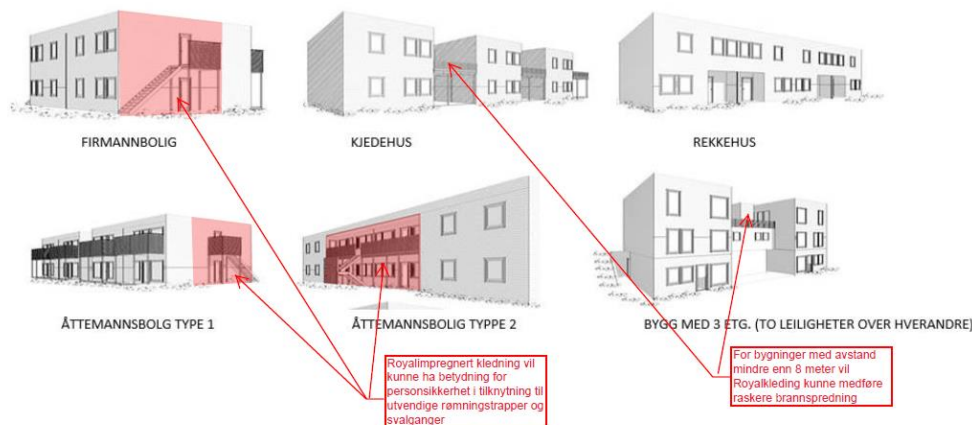 FIRMANNBOLIG
KJEDEHUS
REKKEHUS
ÅTTEMANNSBOLG TYPE 1
ÅTTEMANNSBOLIG TYPPE 2
BYGG MED 3 ETG. (TO LEILIGHETER OVER HVERANDRE)
Royalimpregnert kledning vil
kunne ha betydning for
personsikkerhet i tilknytning til
utvendige rømningstrapper og
svalganger
For bygninger med avstand
mindre enn 8 meter vil
Royalkleding kunne medføre
raskere brannspredning